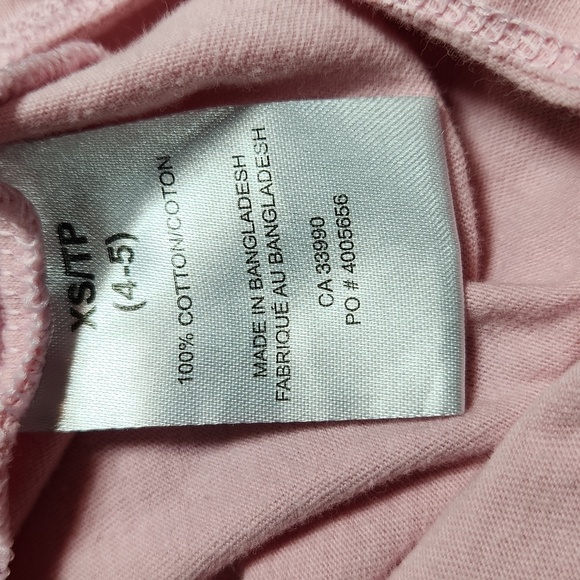 XS/TP
(4-5)
100% COTTON/COTON
MADE IN BANGLADESH
FABRIQUÉ AU BANGLADESH
CA 33990
PO # 4005656